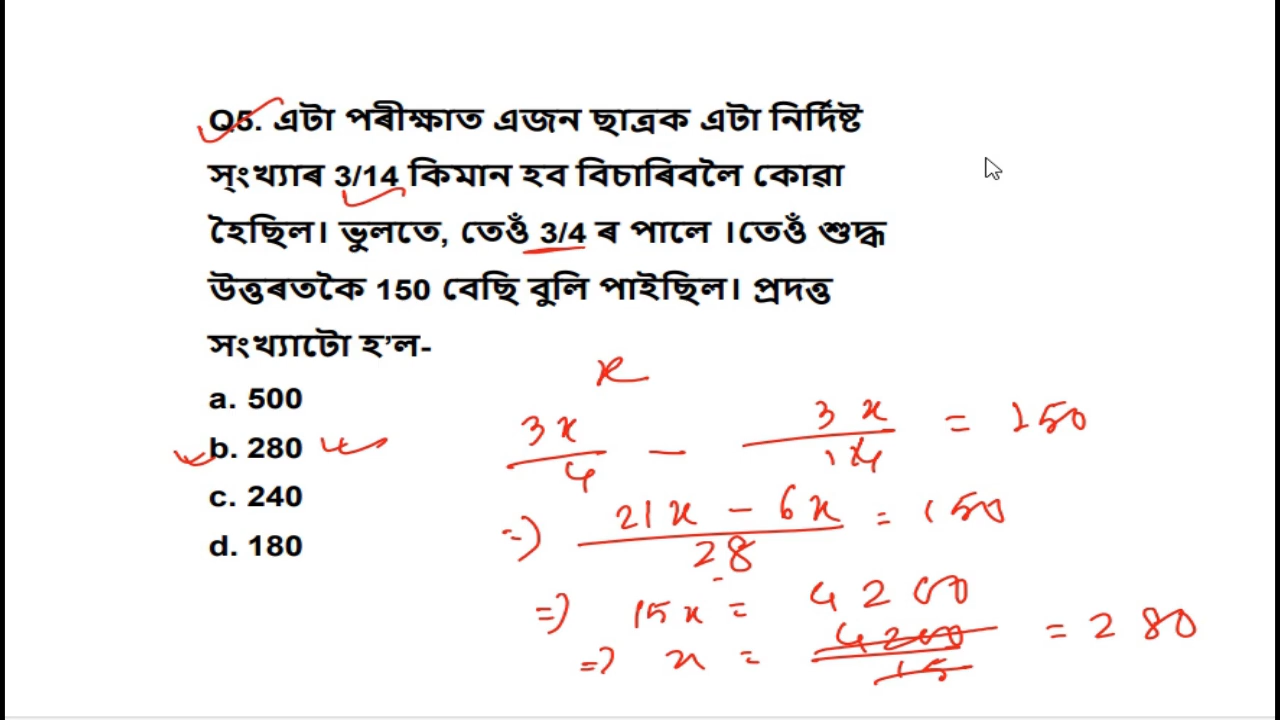 Q5. এটা পৰীক্ষাত এজন ছাত্ৰক এটা নিৰ্দিষ্ট
স্ংখ্যাৰ 3/14 কিমান হব বিচাৰিবলৈ কোৱা
হৈছিল। ভুলতে, তেওঁ 3/4 ৰ পালে ।তেওঁ শুদ্ধ
উত্তৰতকৈ 150 বেছি বুলি পাইছিল। প্ৰদত্ত
সংখ্যাটো হ’ল-
x
a. 500
3x/4 - 3x/14 = 150
b. 280
c. 240
=> 21x - 6x / 28 = 150
d. 180
=> 15x = 4200
=> x = 4200/15 = 280